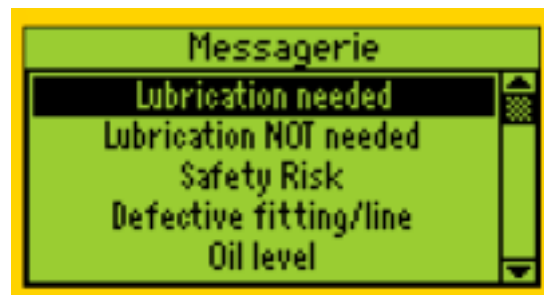 Messagerie
Lubrication needed
Lubrication NOT needed
Safety Risk
Defective fitting/line
Oil level